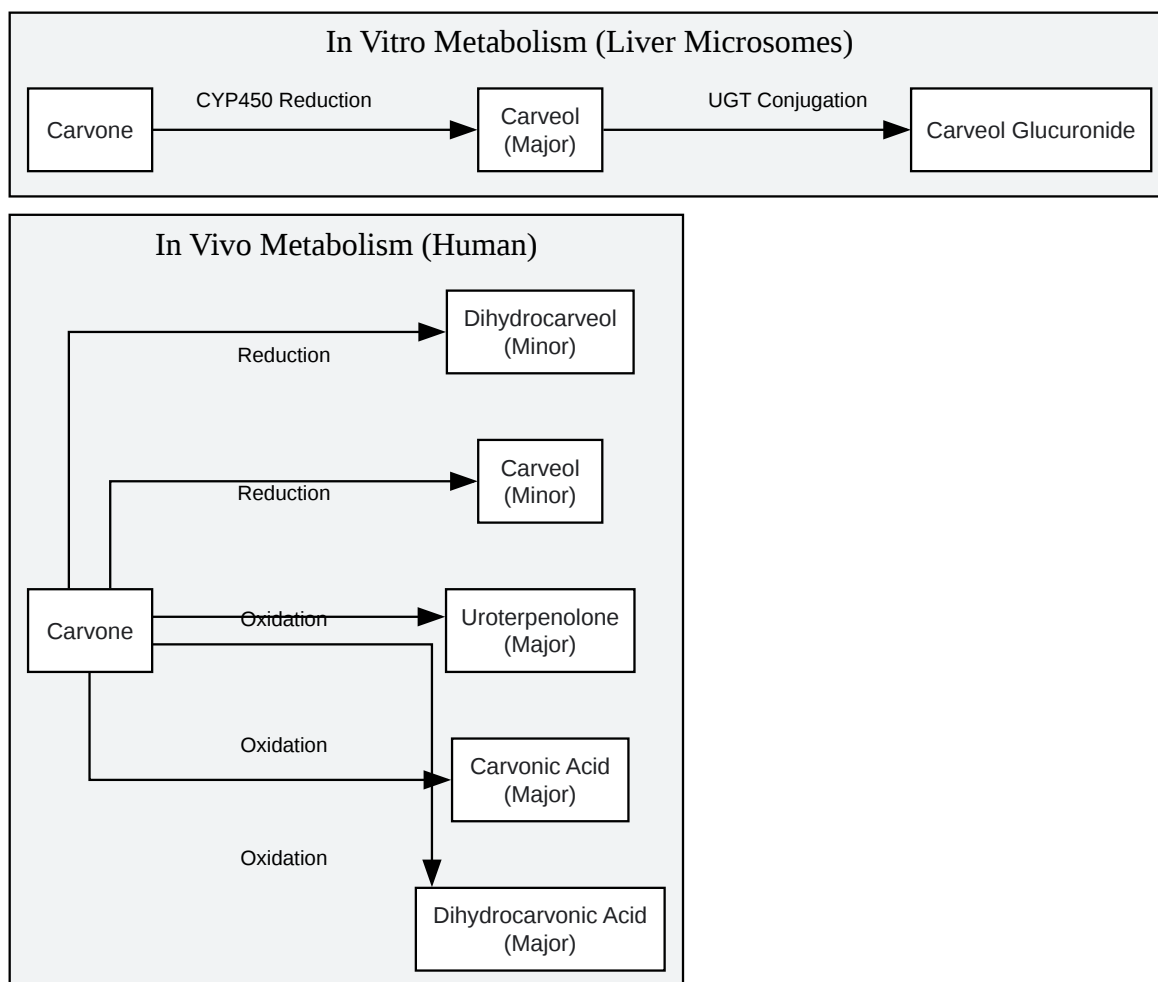 In Vitro Metabolism (Liver Microsomes)
Carvone
CYP450 Reduction
Carveol
(Major)
UGT Conjugation
Carveol Glucuronide
In Vivo Metabolism (Human)
Dihydrocarveol
(Minor)
Reduction
Carveol
(Minor)
Reduction
Carvone
Oxidation
Uroterpenolone
(Major)
Oxidation
Carvonic Acid
(Major)
Oxidation
Dihydrocarvonic Acid
(Major)